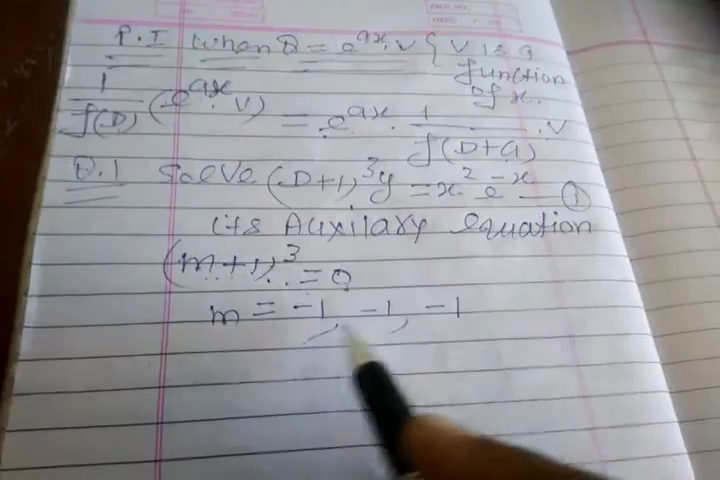 P.I when Q = e^{ax}.V { V is a function of x.
1/f(D) (e^{ax}.V) = e^{ax}. 1/f(D+a) .V
Q.1 Solve (D+1)^3 y = x^2 e^{-x} — ①
its Auxilary equation
(m+1)^3 = 0
m = -1, -1, -1